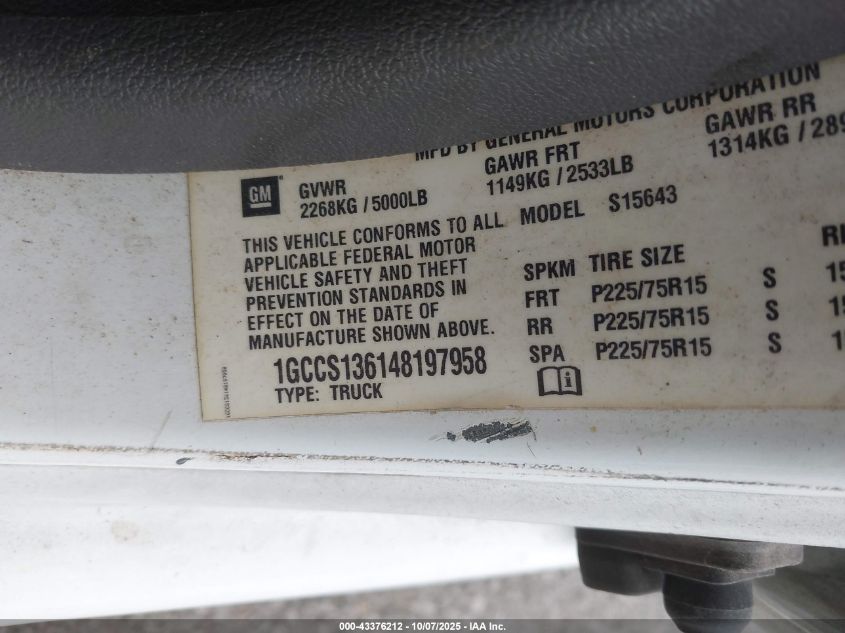 MFD BY GENERAL MOTORS CORPORATION
GM
GVWR GAWR FRT GAWR RR
2268KG / 5000LB 1149KG / 2533LB 1314KG / 289
THIS VEHICLE CONFORMS TO ALL
APPLICABLE FEDERAL MOTOR
VEHICLE SAFETY AND THEFT
PREVENTION STANDARDS IN
EFFECT ON THE DATE OF
MANUFACTURE SHOWN ABOVE.
1GCCS136148197958
TYPE: TRUCK
MODEL S15643
SPKM TIRE SIZE
FRT P225/75R15 S 15
RR P225/75R15 S 15
SPA P225/75R15 S
000-43376212 - 10/07/2025 - IAA Inc.